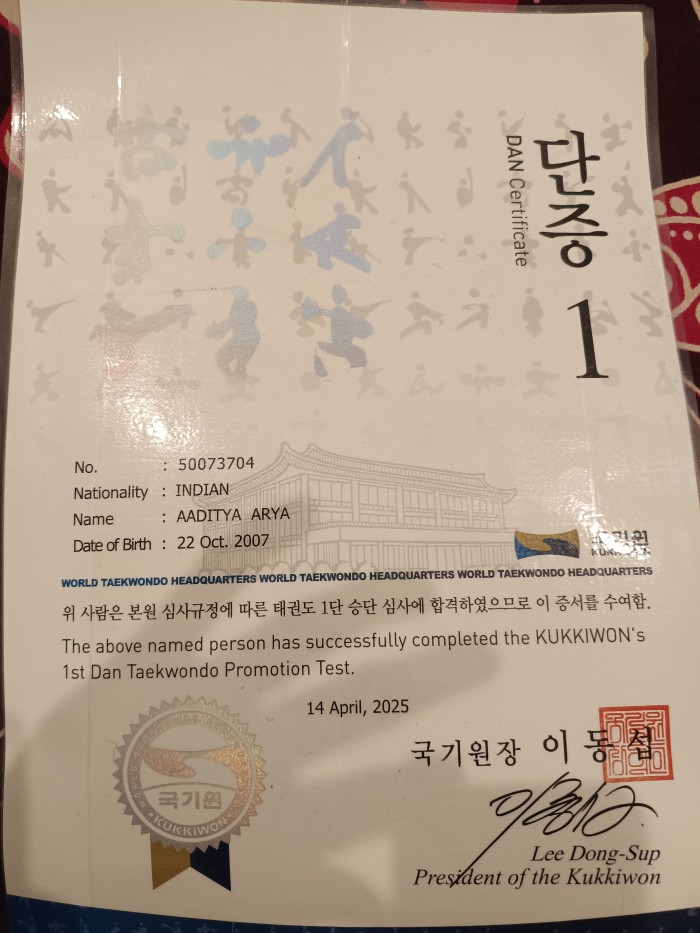 단증
DAN Certificate
1
No. : 50073704
Nationality : INDIAN
Name : AADITYA ARYA
Date of Birth : 22 Oct. 2007
국기원
KUKKIWON
WORLD TAEKWONDO HEADQUARTERS WORLD TAEKWONDO HEADQUARTERS WORLD TAEKWONDO HEADQUARTERS
위 사람은 본원 심사규정에 따른 태권도 1단 승단 심사에 합격하였으므로 이 증서를 수여함.
The above named person has successfully completed the KUKKIWON's
1st Dan Taekwondo Promotion Test.
14 April, 2025
국기원장 이동섭
국기원
KUKKIWON
Lee Dong-Sup
President of the Kukkiwon